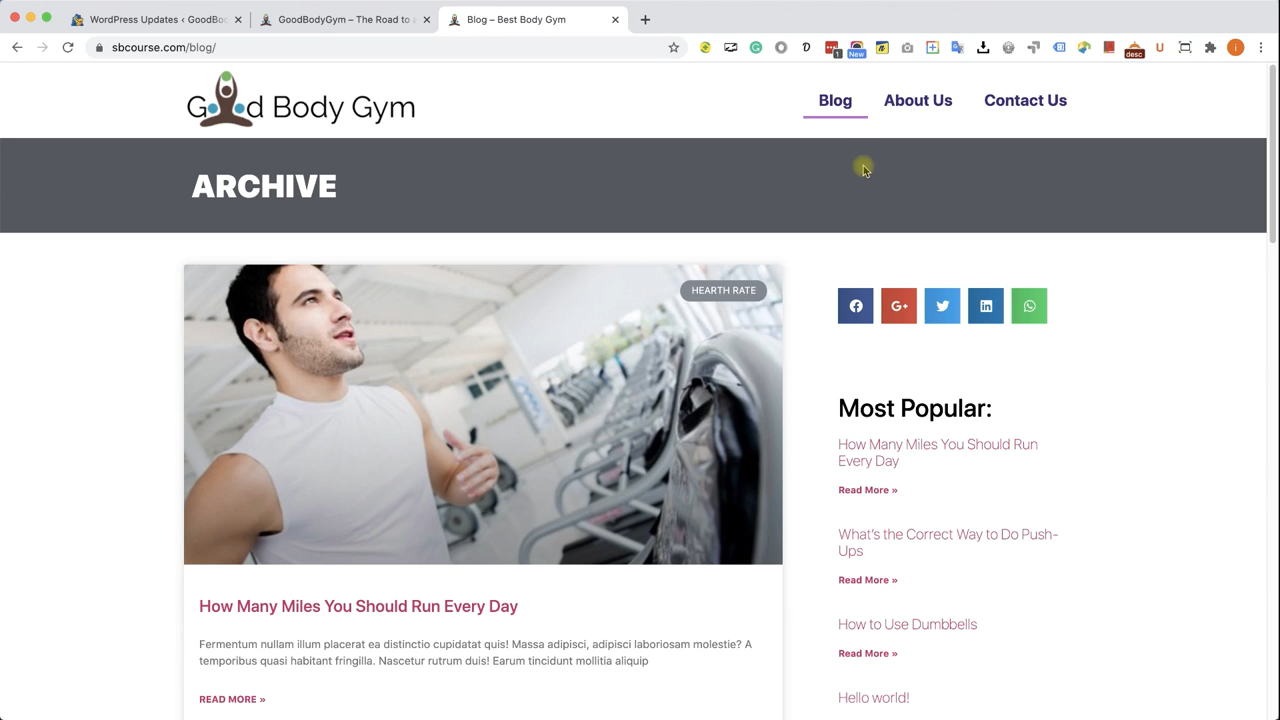 WordPress Updates ‹ GoodBo
GoodBodyGym – The Road to a
Blog – Best Body Gym
sbcourse.com/blog/
1
New
desc
i
Good Body Gym
Blog
About Us
Contact Us
ARCHIVE
HEARTH RATE
How Many Miles You Should Run Every Day
Fermentum nullam illum placerat ea distinctio cupidatat quis! Massa adipisci, adipisci laboriosam molestie? A
temporibus quasi habitant fringilla. Nascetur rutrum duis! Earum tincidunt mollitia aliquip
READ MORE »
Most Popular:
How Many Miles You Should Run
Every Day
Read More »
What's the Correct Way to Do Push-
Ups
Read More »
How to Use Dumbbells
Read More »
Hello world!